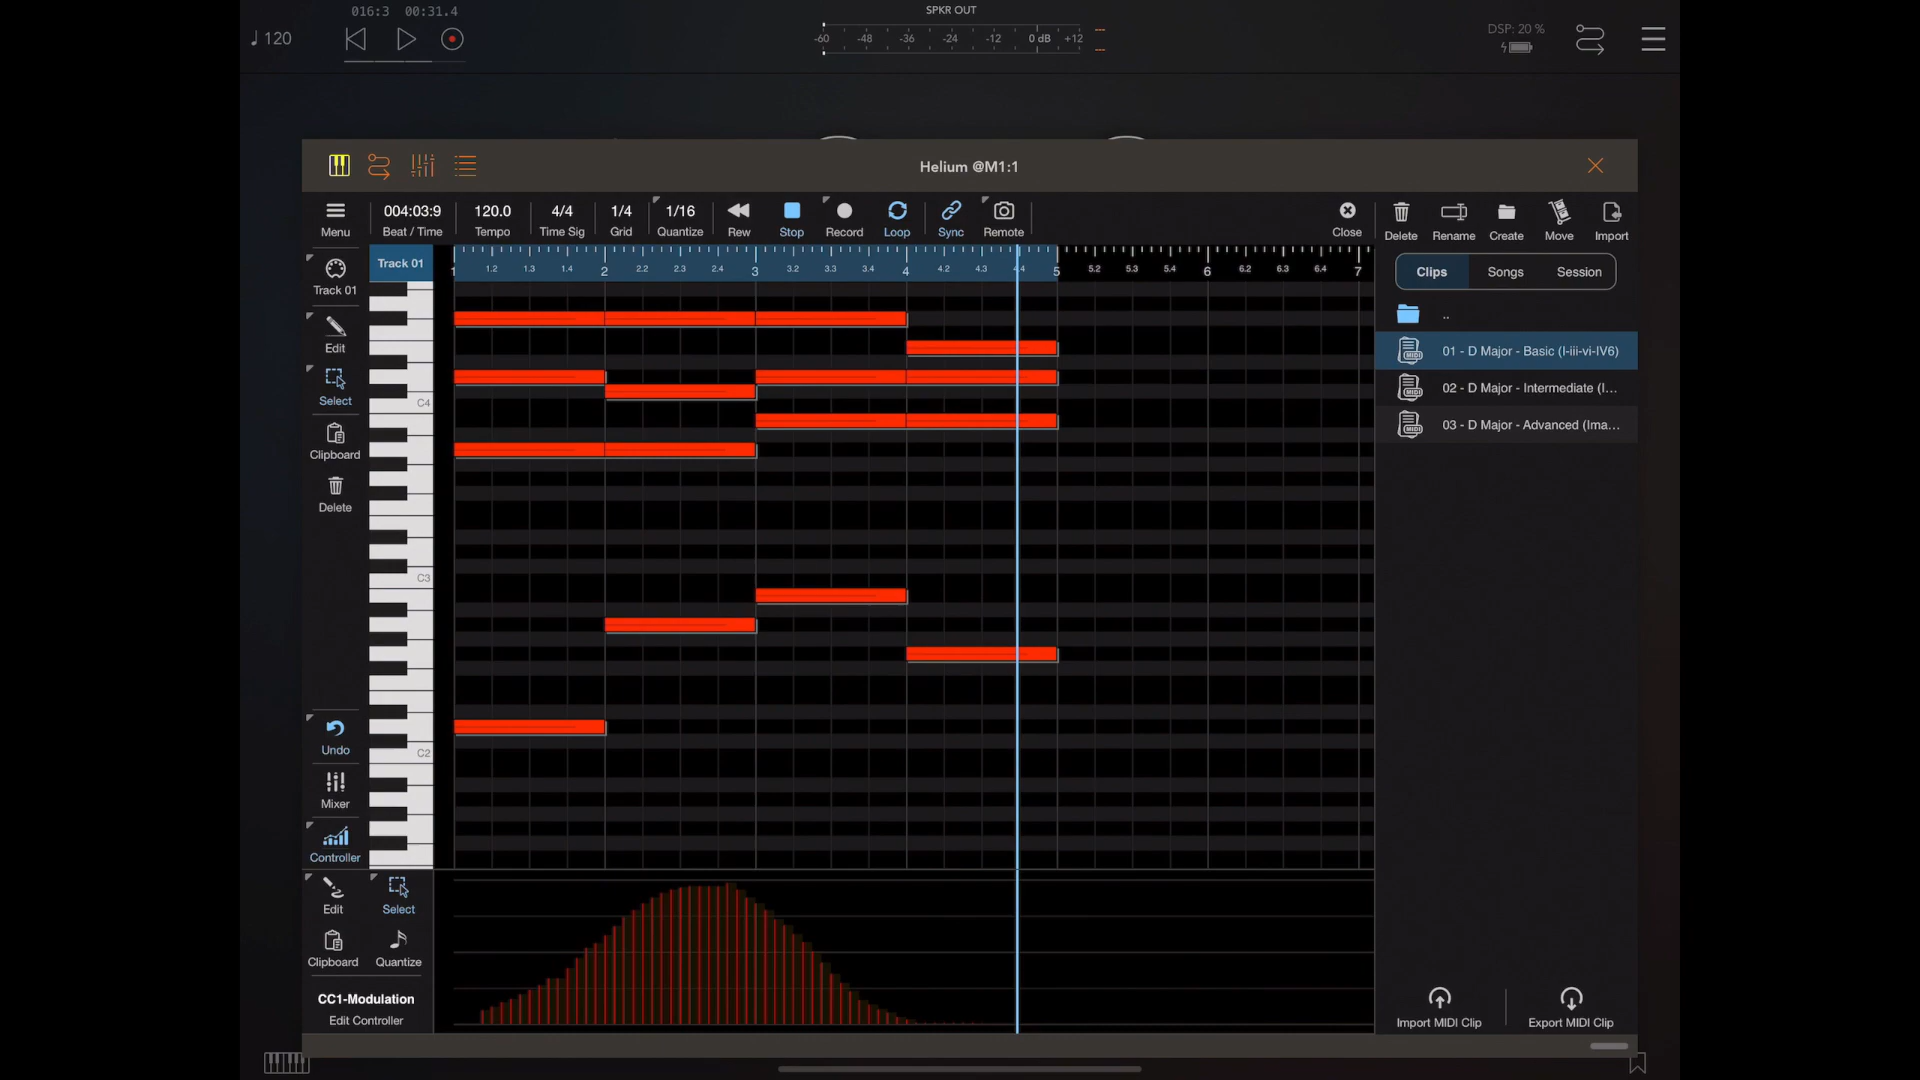 016:3 00:31.4
SPKR OUT
♩ 120
-60 -48 -36 -24 -12 0 dB +12
DSP: 20 %
Helium @M1:1
Menu
004:03:9
Beat / Time
120.0
Tempo
4/4
Time Sig
1/4
Grid
1/16
Quantize
Rew
Stop
Record
Loop
Sync
Remote
Close
Delete
Rename
Create
Move
Import
Track 01
Track 01
1 1.2 1.3 1.4 2 2.2 2.3 2.4 3 3.2 3.3 3.4 4 4.2 4.3 4.4 5 5.2 5.3 5.4 6 6.2 6.3 6.4 7
Clips
Songs
Session
..
01 - D Major - Basic (I-iii-vi-IV6)
02 - D Major - Intermediate (I...
03 - D Major - Advanced (Ima...
Edit
Select
Clipboard
Delete
C4
C3
C2
Undo
Mixer
Controller
Edit
Select
Clipboard
Quantize
CC1-Modulation
Edit Controller
MIDI
MIDI
MIDI
Import MIDI Clip
Export MIDI Clip